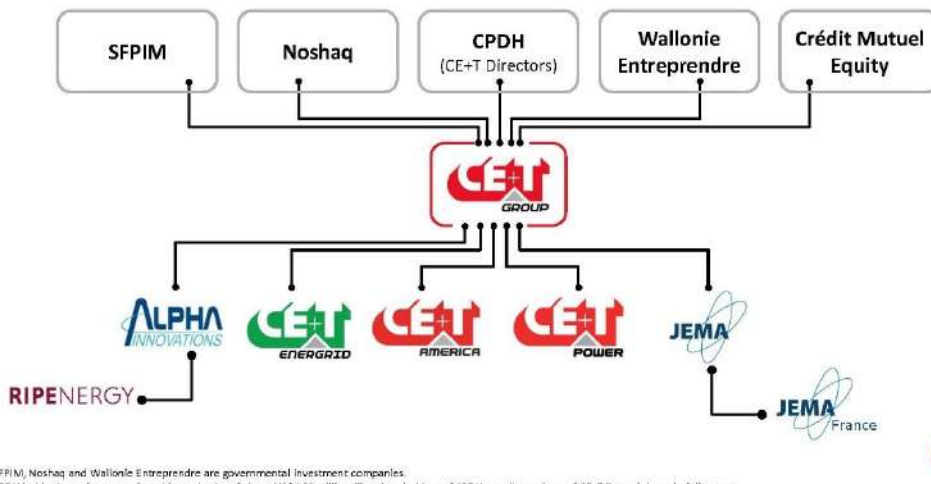 SFPIM
Noshaq
CPDH
(CE+T Directors)
Wallonie
Entreprendre
Crédit Mutuel
Equity
CE+T
GROUP
ALPHA
INNOVATIONS
CE+T
ENERGRID
CE+T
AMERICA
CE+T
POWER
JEMA
RIPENERGY
JEMA
France
FPIM, Noshaq and Wallonie Entreprendre are governmental investment companies.